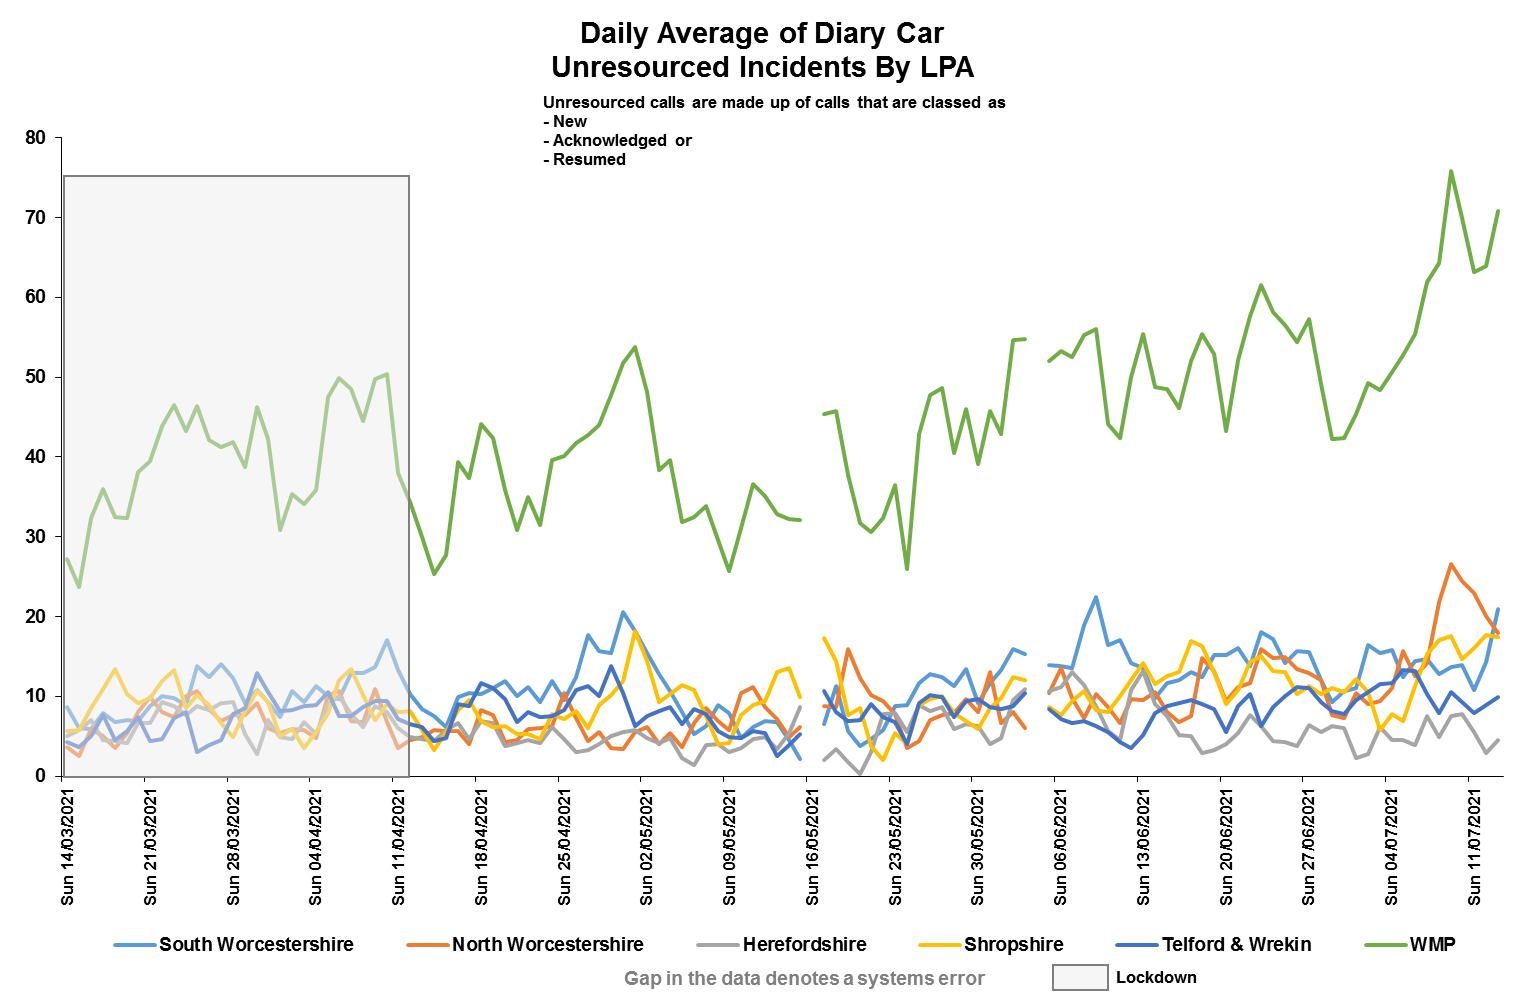 Daily Average of Diary Car
Unresourced Incidents By LPA
Unresourced calls are made up of calls that are classed as
- New
- Acknowledged or
- Resumed
80
70
60
50
40
30
20
10
0
Sun 14/03/2021
Sun 21/03/2021
Sun 28/03/2021
Sun 04/04/2021
Sun 11/04/2021
Sun 18/04/2021
Sun 25/04/2021
Sun 02/05/2021
Sun 09/05/2021
Sun 16/05/2021
Sun 23/05/2021
Sun 30/05/2021
Sun 06/06/2021
Sun 13/06/2021
Sun 20/06/2021
Sun 27/06/2021
Sun 04/07/2021
Sun 11/07/2021
South Worcestershire
North Worcestershire
Herefordshire
Shropshire
Telford & Wrekin
WMP
Gap in the data denotes a systems error
Lockdown